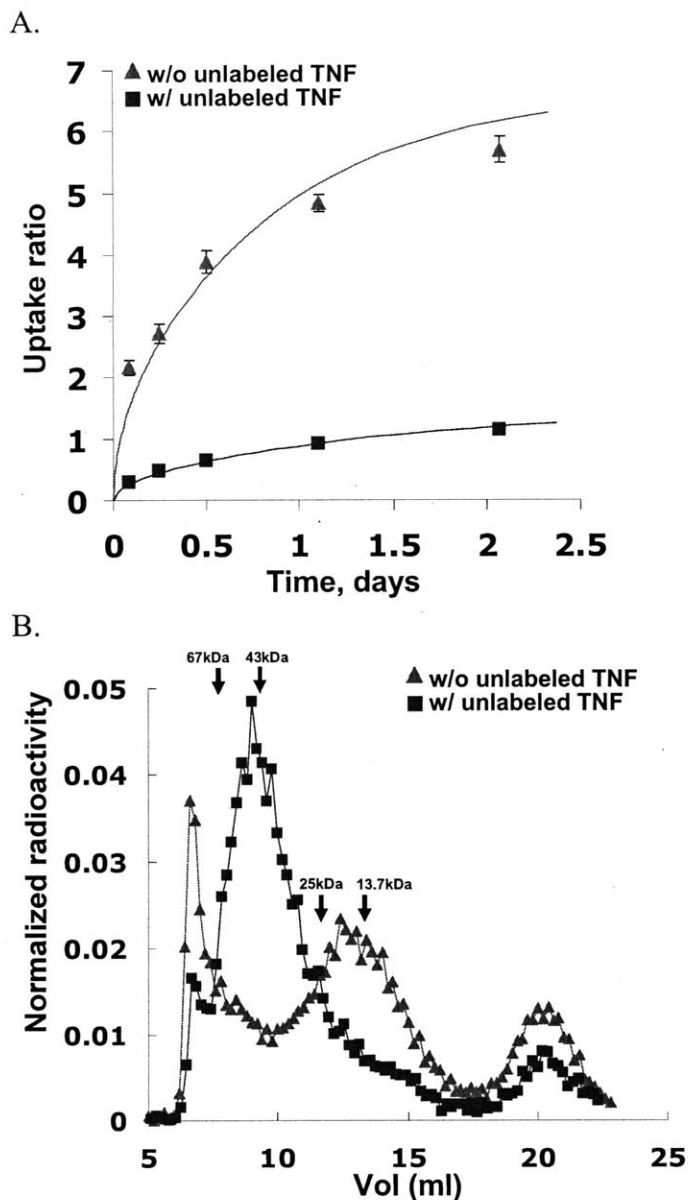 A.
7
6
5
4
3
2
1
0
Uptake ratio
▲ w/o unlabeled TNF
■ w/ unlabeled TNF
0 0.5 1 1.5 2 2.5
Time, days
B.
67kDa 43kDa
▲ w/o unlabeled TNF
■ w/ unlabeled TNF
0.05
0.04
0.03
0.02
0.01
0
Normalized radioactivity
25kDa 13.7kDa
5 10 15 20 25
Vol (ml)